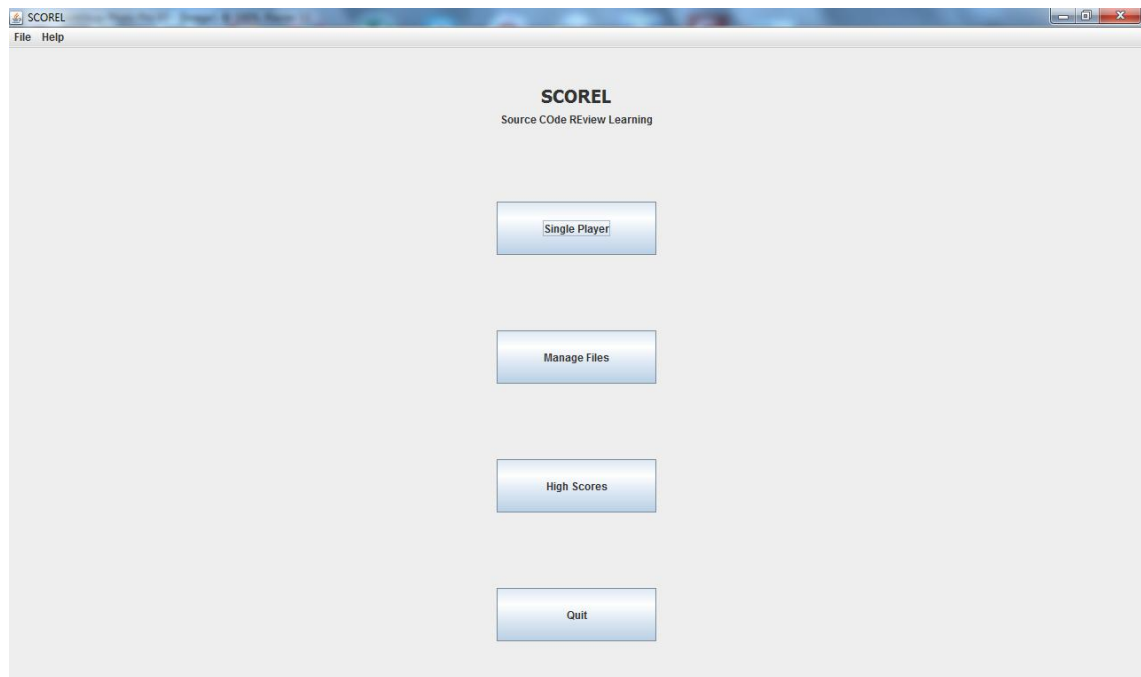 SCOREL
File Help
SCOREL
Source COde REview Learning
Single Player
Manage Files
High Scores
Quit